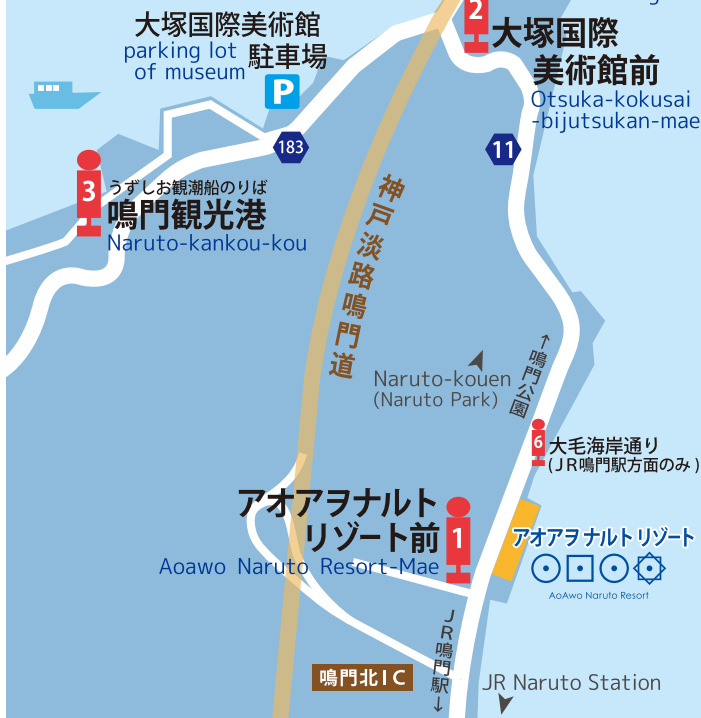 大塚国際美術館
parking lot
of museum
駐車場
P
2
大塚国際
美術館前
Otsuka-kokusai
-bijutsukan-mae
183
11
3
うずしお観潮船のりば
鳴門観光港
Naruto-kankou-kou
神戸淡路鳴門道
↑鳴門公園
Naruto-kouen
(Naruto Park)
6
大毛海岸通り
(JR鳴門駅方面のみ)
アオアヲナルト
リゾート前
1
Aoawo Naruto Resort-Mae
アオアヲ ナルト リゾート
AoAwo Naruto Resort
JR鳴門駅↓
鳴門北IC
JR Naruto Station